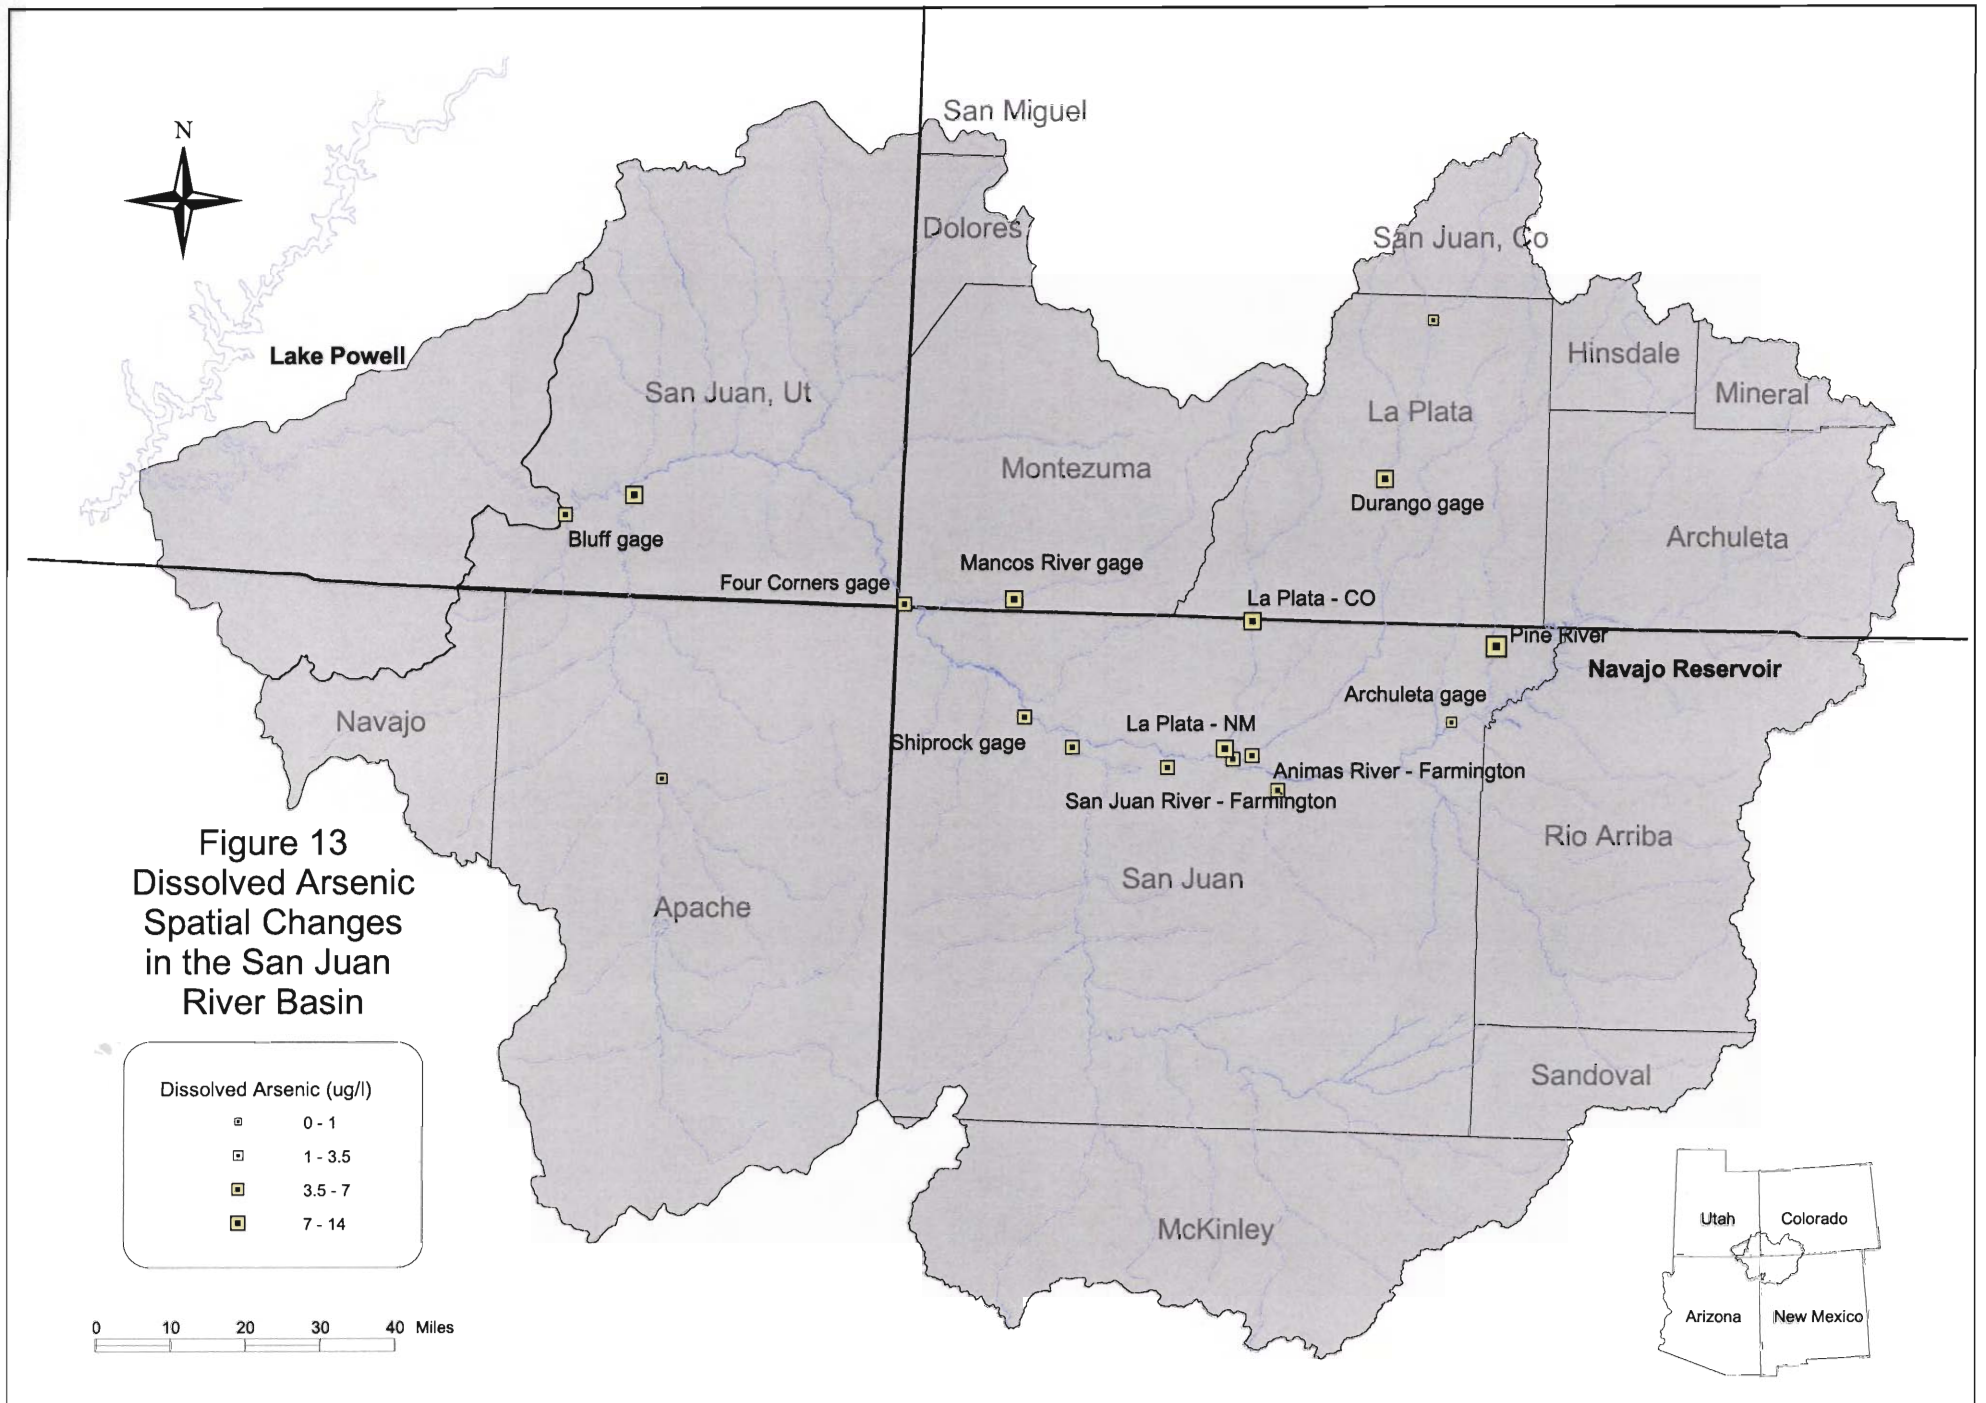 N
San Miguel
Dolores
San Juan, Co
Lake Powell
San Juan, Ut
Hinsdale
Mineral
La Plata
Montezuma
Durango gage
Archuleta
Bluff gage
Mancos River gage
Four Corners gage
La Plata - CO
Pine River
Navajo Reservoir
Archuleta gage
Navajo
La Plata - NM
Shiprock gage
Animas River - Farmington
San Juan River - Farmington
Rio Arriba
San Juan
Apache
Figure 13
Dissolved Arsenic
Spatial Changes
in the San Juan
River Basin
Sandoval
McKinley
Dissolved Arsenic (ug/l)
0 - 1
1 - 3.5
3.5 - 7
7 - 14
0 10 20 30 40 Miles
Utah Colorado
Arizona New Mexico